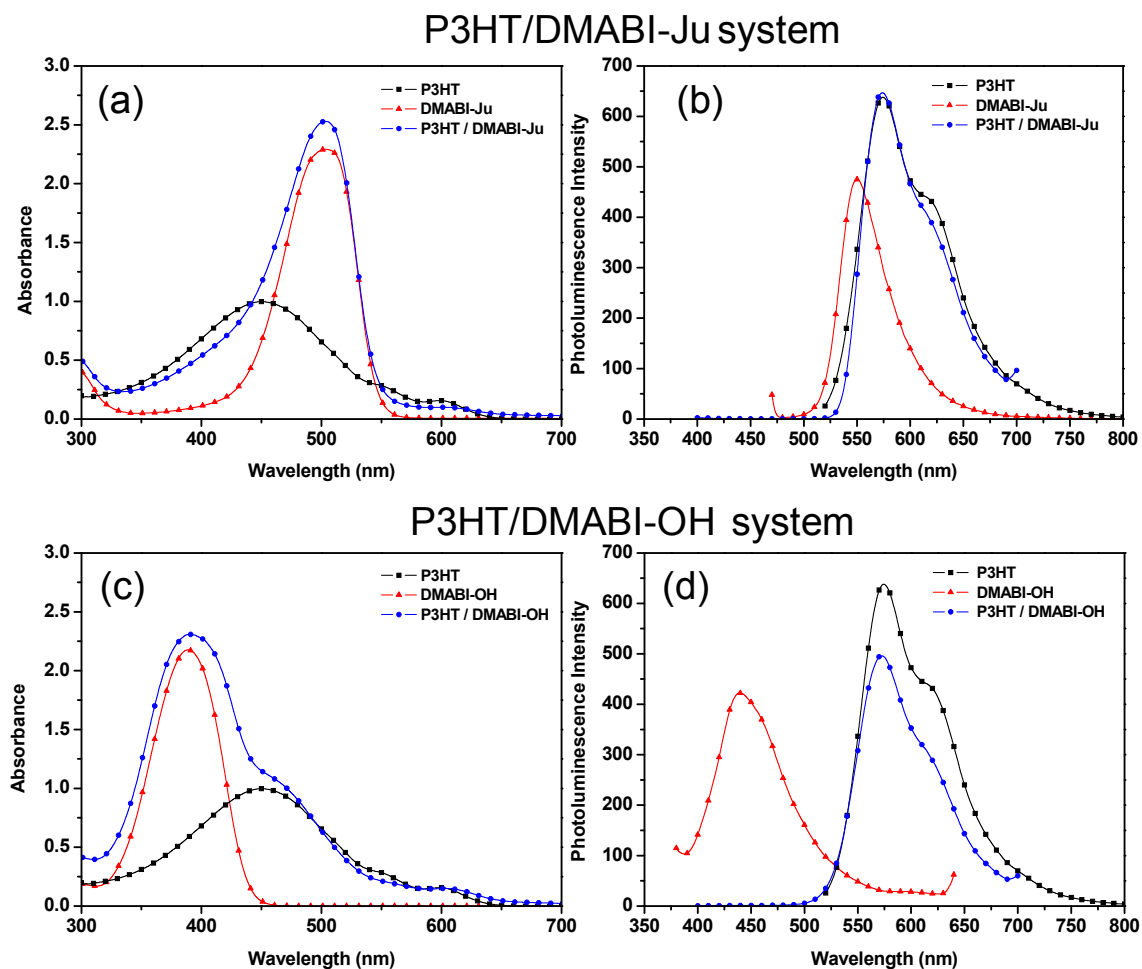 P3HT/DMABI-Ju system
(a)
P3HT
DMABI-Ju
P3HT / DMABI-Ju
3.0
2.5
2.0
1.5
1.0
0.5
0.0
Absorbance
300 400 500 600 700
Wavelength (nm)
(b)
P3HT
DMABI-Ju
P3HT / DMABI-Ju
700
600
500
400
300
200
100
0
Photoluminescence Intensity
350 400 450 500 550 600 650 700 750 800
Wavelength (nm)
P3HT/DMABI-OH system
(c)
P3HT
DMABI-OH
P3HT / DMABI-OH
3.0
2.5
2.0
1.5
1.0
0.5
0.0
Absorbance
300 400 500 600 700
Wavelength (nm)
(d)
P3HT
DMABI-OH
P3HT / DMABI-OH
700
600
500
400
300
200
100
0
Photoluminescence Intensity
350 400 450 500 550 600 650 700 750 800
Wavelength (nm)